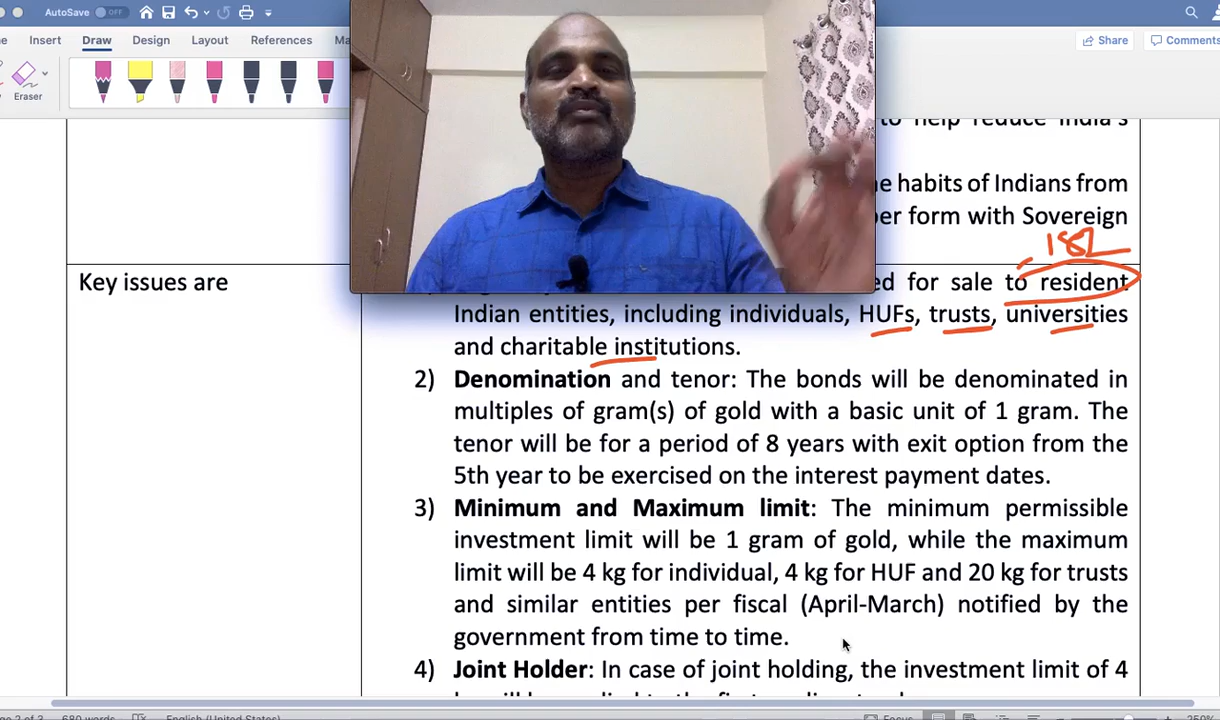 AutoSave OFF
Insert Draw Design Layout References Share Comments
Eraser
to help reduce India's
habits of Indians from
form with Sovereign
182
Key issues are
for sale to resident
Indian entities, including individuals, HUFs, trusts, universities
and charitable institutions.
2) Denomination and tenor: The bonds will be denominated in
multiples of gram(s) of gold with a basic unit of 1 gram. The
tenor will be for a period of 8 years with exit option from the
5th year to be exercised on the interest payment dates.
3) Minimum and Maximum limit: The minimum permissible
investment limit will be 1 gram of gold, while the maximum
limit will be 4 kg for individual, 4 kg for HUF and 20 kg for trusts
and similar entities per fiscal (April-March) notified by the
government from time to time.
4) Joint Holder: In case of joint holding, the investment limit of 4
680 words English (United States) Focus 250%